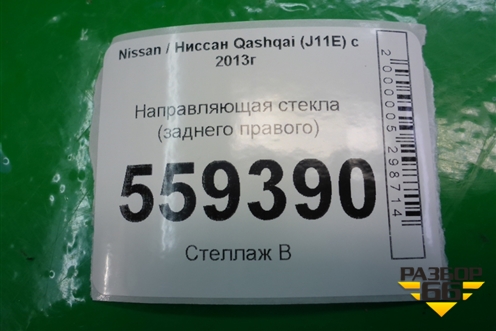 Nissan / Ниссан Qashqai (J11E) с
2013г
Направляющая стекла
(заднего правого)
559390
Стеллаж В
2000005298714
РАЗБОР
66